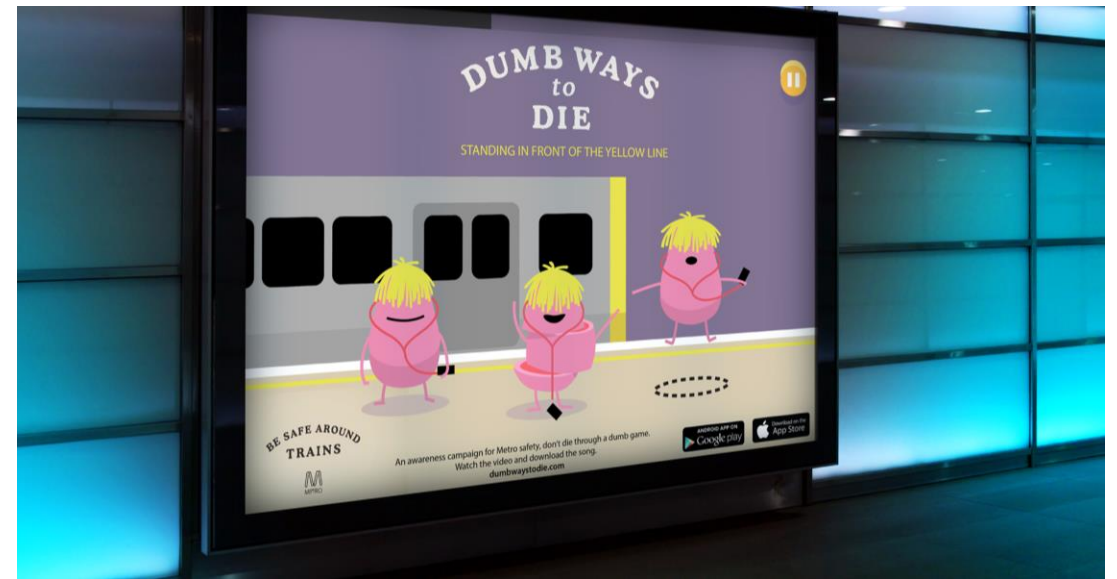 DUMB WAYS
to
DIE
STANDING IN FRONT OF THE YELLOW LINE
BE SAFE AROUND
TRAINS
METRO
An awareness campaign for Metro safety, don't die through a dumb game.
Watch the video and download the song.
dumbwaystodie.com
ANDROID APP ON
Google play
Download on the
App Store